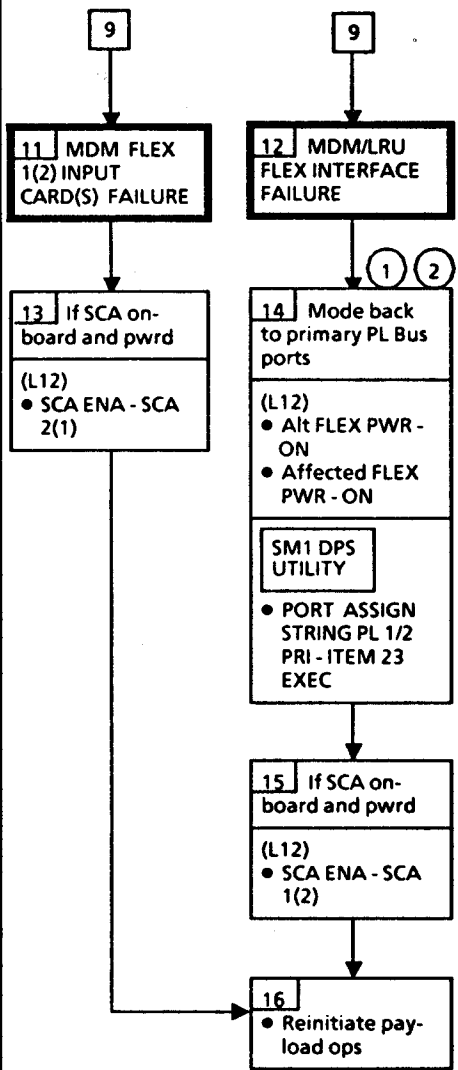 9
9
11 MDM FLEX
1(2) INPUT
CARD(S) FAILURE
12 MDM/LRU
FLEX INTERFACE
FAILURE
1 2
13 If SCA on-
board and pwrd
(L12)
● SCA ENA - SCA
2(1)
14 Mode back
to primary PL Bus
ports
(L12)
● Alt FLEX PWR -
ON
● Affected FLEX
PWR - ON
SM1 DPS
UTILITY
● PORT ASSIGN
STRING PL 1/2
PRI - ITEM 23
EXEC
15 If SCA on-
board and pwrd
(L12)
● SCA ENA - SCA
1(2)
16
● Reinitiate pay-
load ops